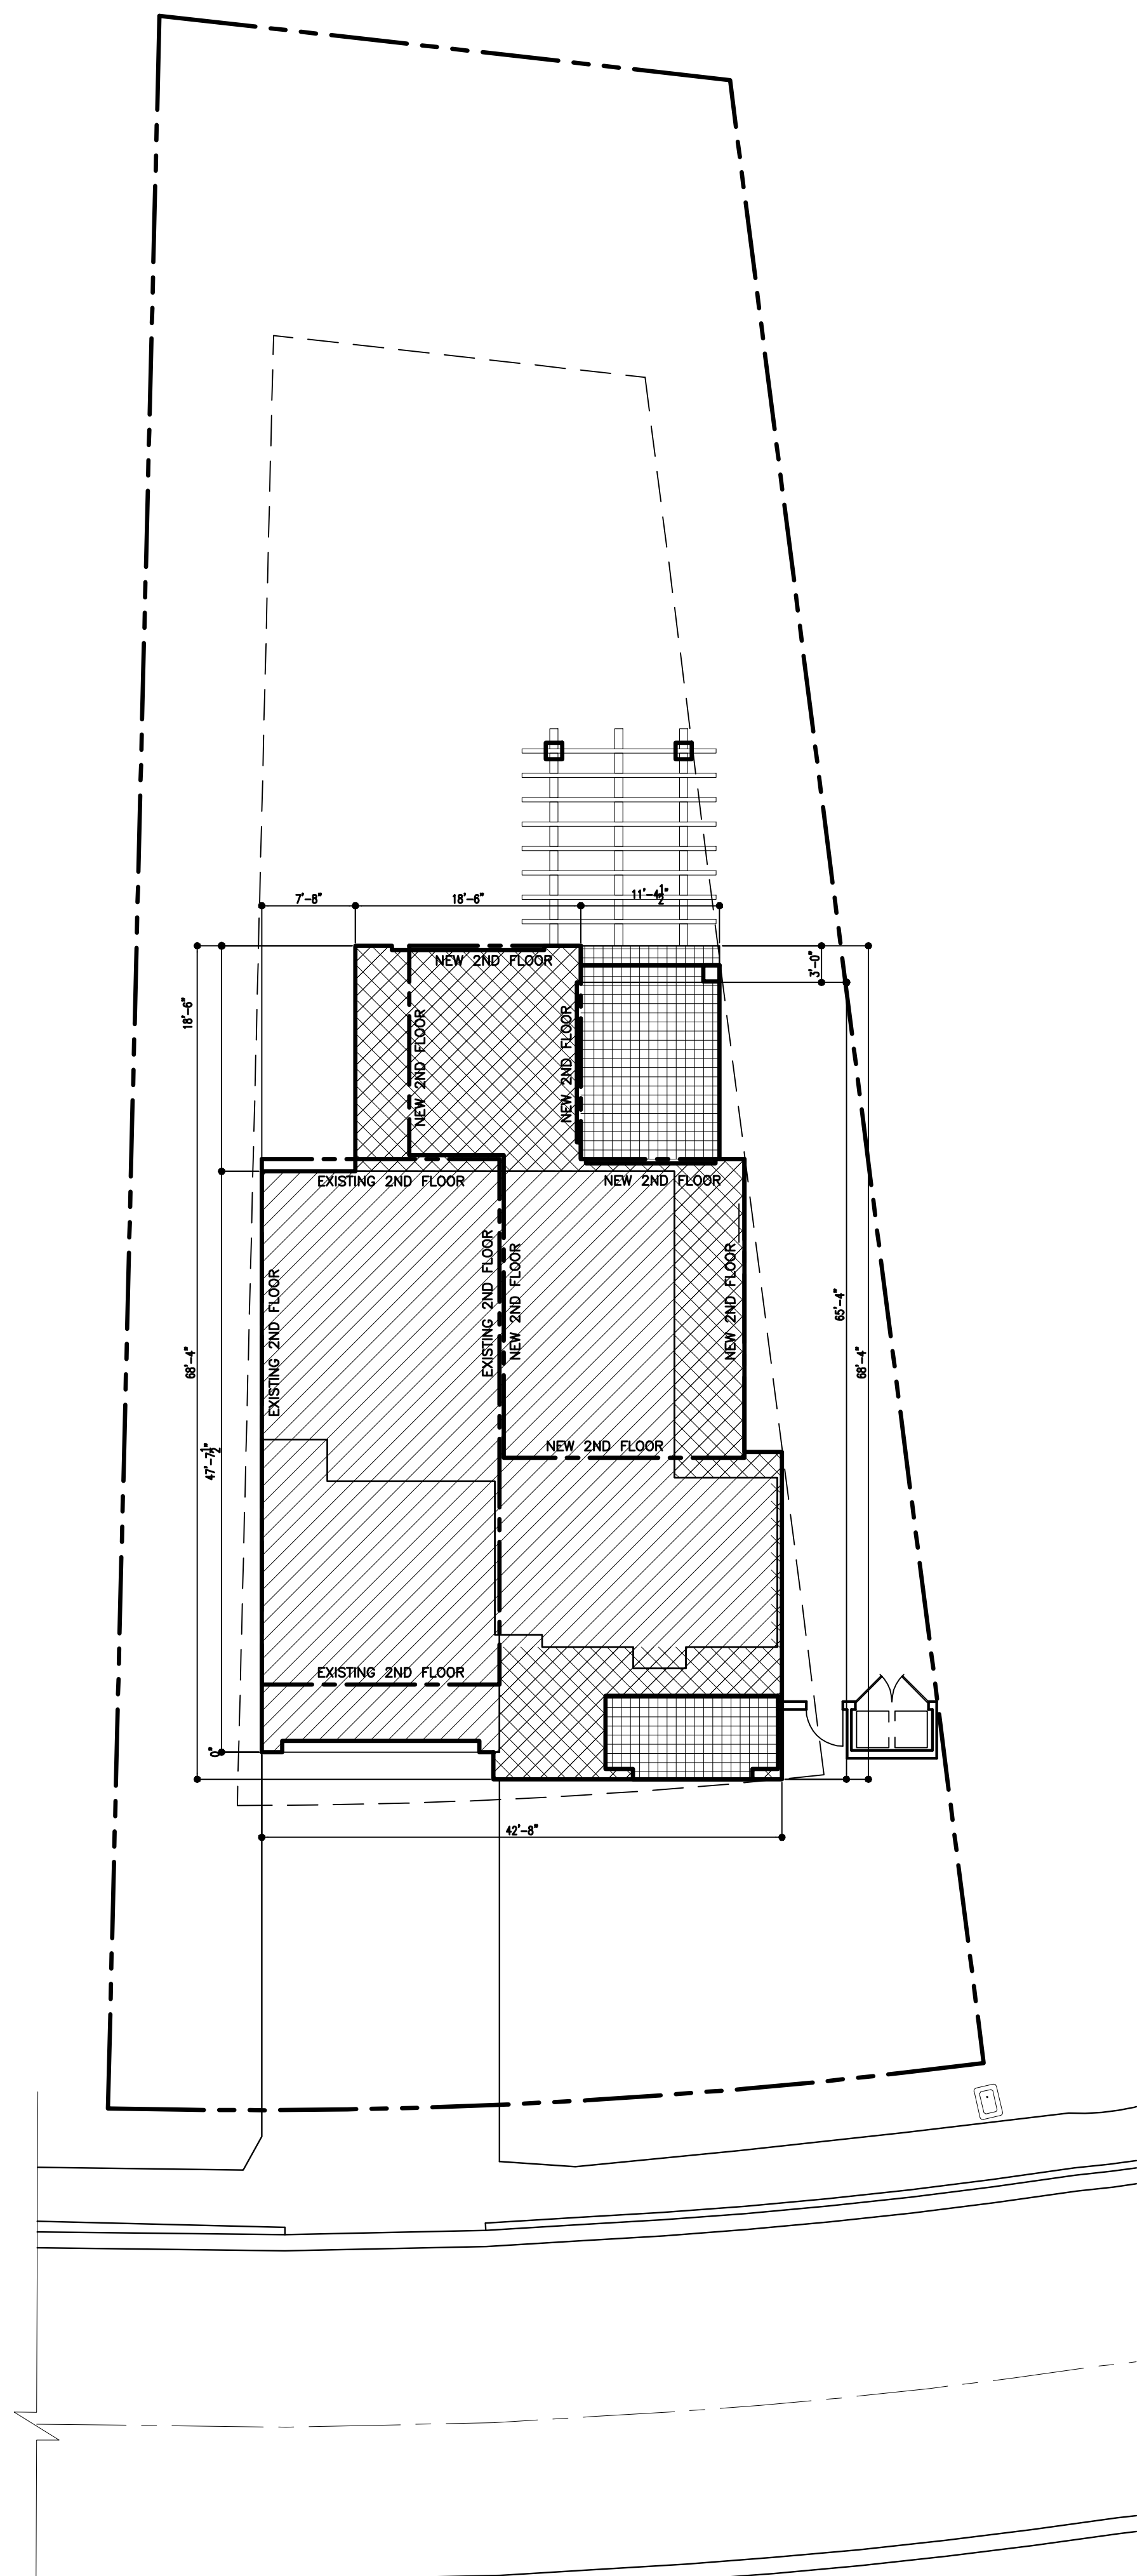 7'-8"
18'-6"
11'-4½"
NEW 2ND FLOOR
3'-0"
18'-6"
NEW 2ND FLOOR
NEW 2ND FLOOR
EXISTING 2ND FLOOR
NEW 2ND FLOOR
EXISTING 2ND FLOOR
EXISTING 2ND FLOOR
NEW 2ND FLOOR
NEW 2ND FLOOR
65'-4"
68'-4"
68'-4"
47'-7½"
NEW 2ND FLOOR
EXISTING 2ND FLOOR
0"
42'-8"